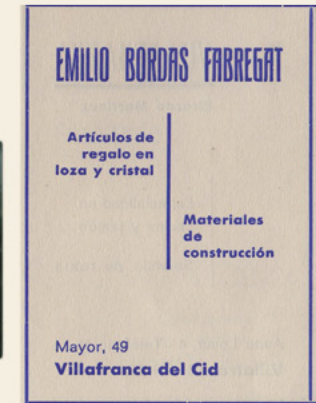 EMILIO BORDAS FABREGAT
Artículos de
regalo en
loza y cristal
Materiales
de
construcción
Mayor, 49
Villafranca del Cid